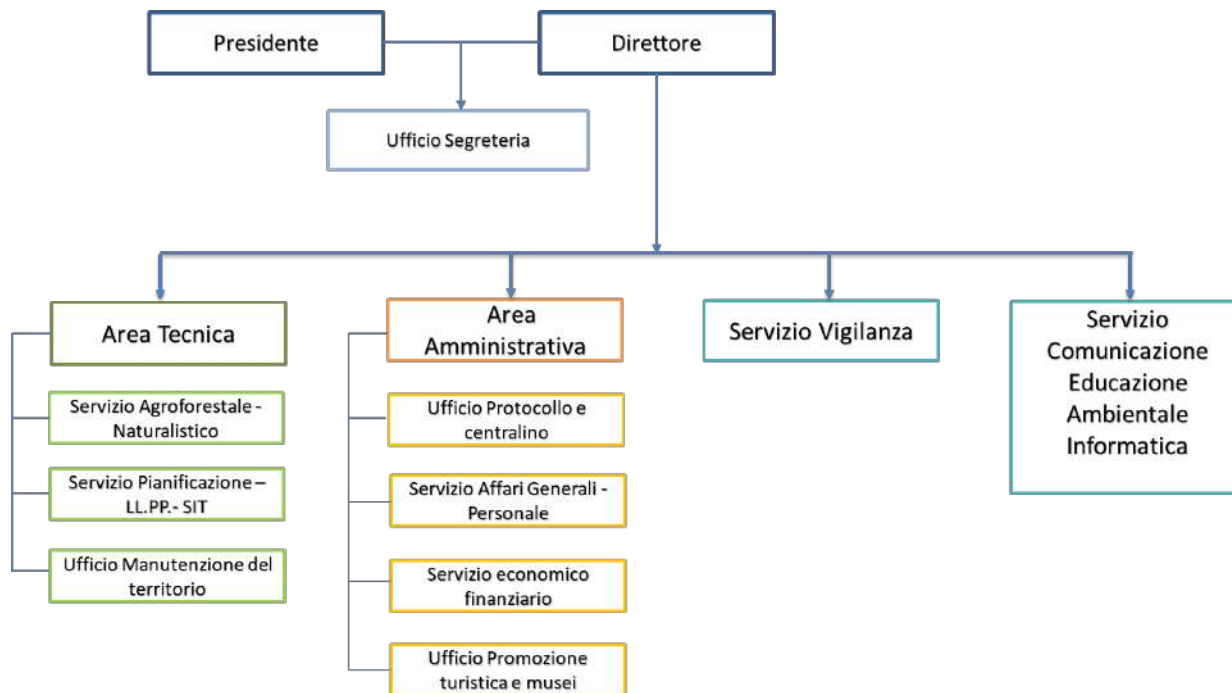 Presidente
Direttore
Ufficio Segreteria
Area Tecnica
Servizio Agroforestale -
Naturalistico
Servizio Pianificazione –
LL.PP.- SIT
Ufficio Manutenzione del
territorio
Area
Amministrativa
Ufficio Protocollo e
centralino
Servizio Affari Generali -
Personale
Servizio economico
finanziario
Ufficio Promozione
turistica e musei
Servizio Vigilanza
Servizio
Comunicazione
Educazione
Ambientale
Informatica